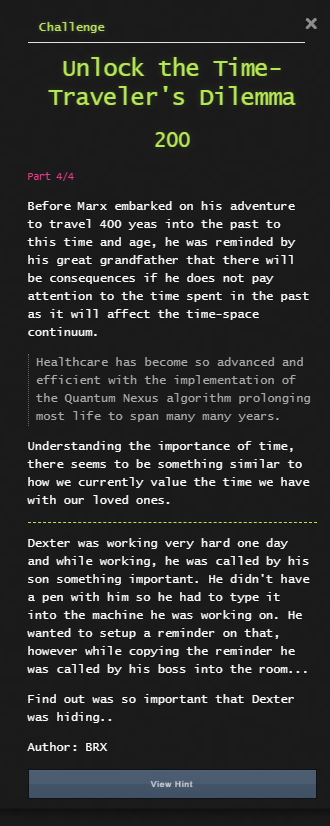 Challenge
×
Unlock the Time-
Traveler's Dilemma
200
Part 4/4
Before Marx embarked on his adventure
to travel 400 yeas into the past to
this time and age, he was reminded by
his great grandfather that there will
be consequences if he does not pay
attention to the time spent in the past
as it will affect the time-space
continuum.
Healthcare has become so advanced and
efficient with the implementation of
the Quantum Nexus algorithm prolonging
most life to span many many years.
Understanding the importance of time,
there seems to be something similar to
how we currently value the time we have
with our loved ones.
Dexter was working very hard one day
and while working, he was called by his
son something important. He didn't have
a pen with him so he had to type it
into the machine he was working on. He
wanted to setup a reminder on that,
however while copying the reminder he
was called by his boss into the room...
Find out was so important that Dexter
was hiding..
Author: BRX
View Hint